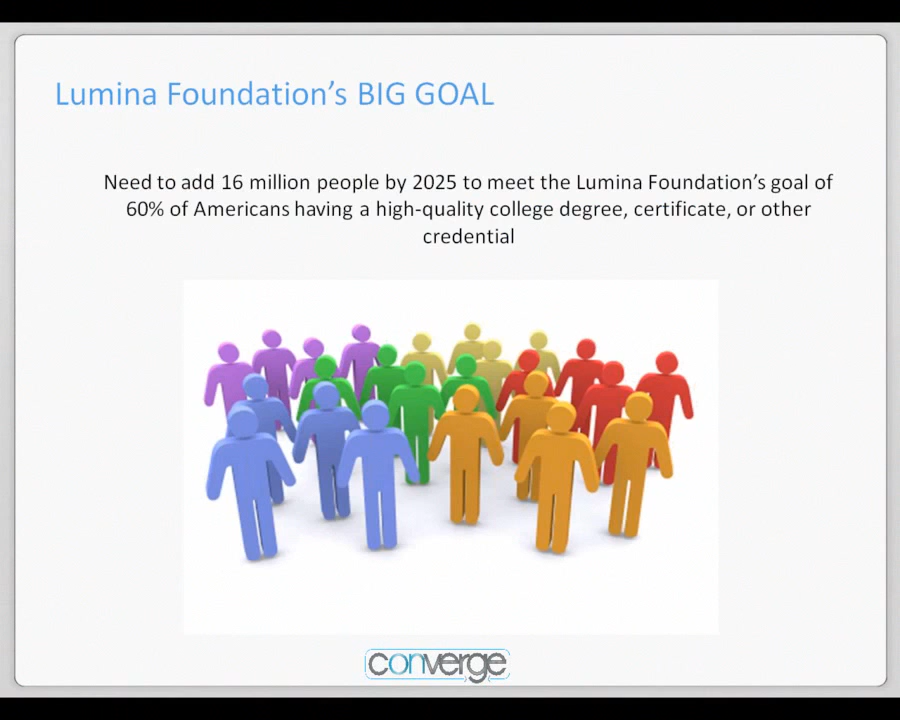 Lumina Foundation's BIG GOAL
Need to add 16 million people by 2025 to meet the Lumina Foundation's goal of
60% of Americans having a high-quality college degree, certificate, or other
credential
converge